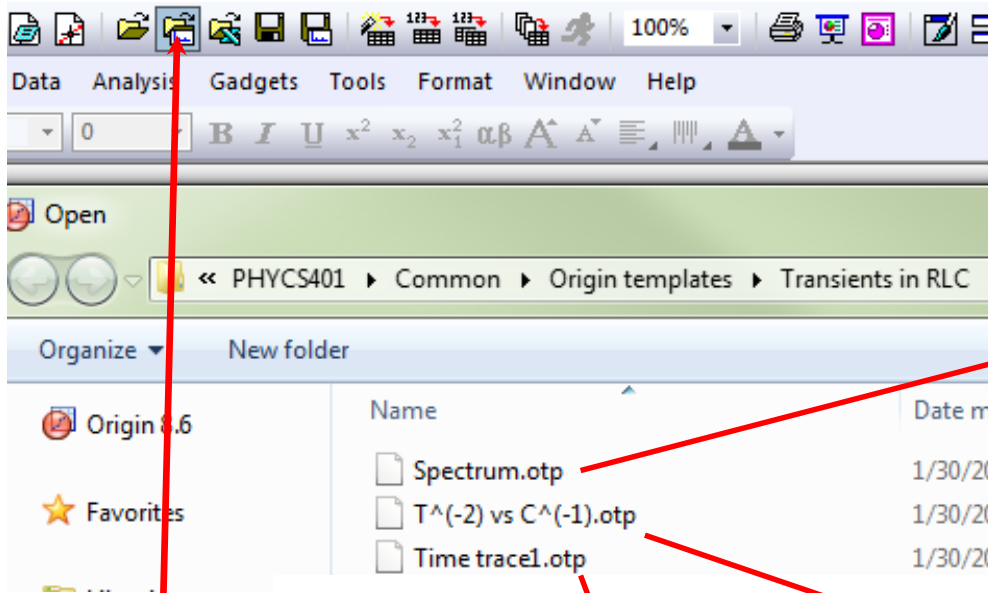 100%
Data Analysis Gadgets Tools Format Window Help
0 B I U x² x₂ x²₁ αβ A A A
Open
« PHYCS401 Common Origin templates Transients in RLC
Organize New folder
Name Date m
Origin 8.6
Spectrum.otp 1/30/20
Favorites T^(-2) vs C^(-1).otp 1/30/20
Time trace1.otp 1/30/20